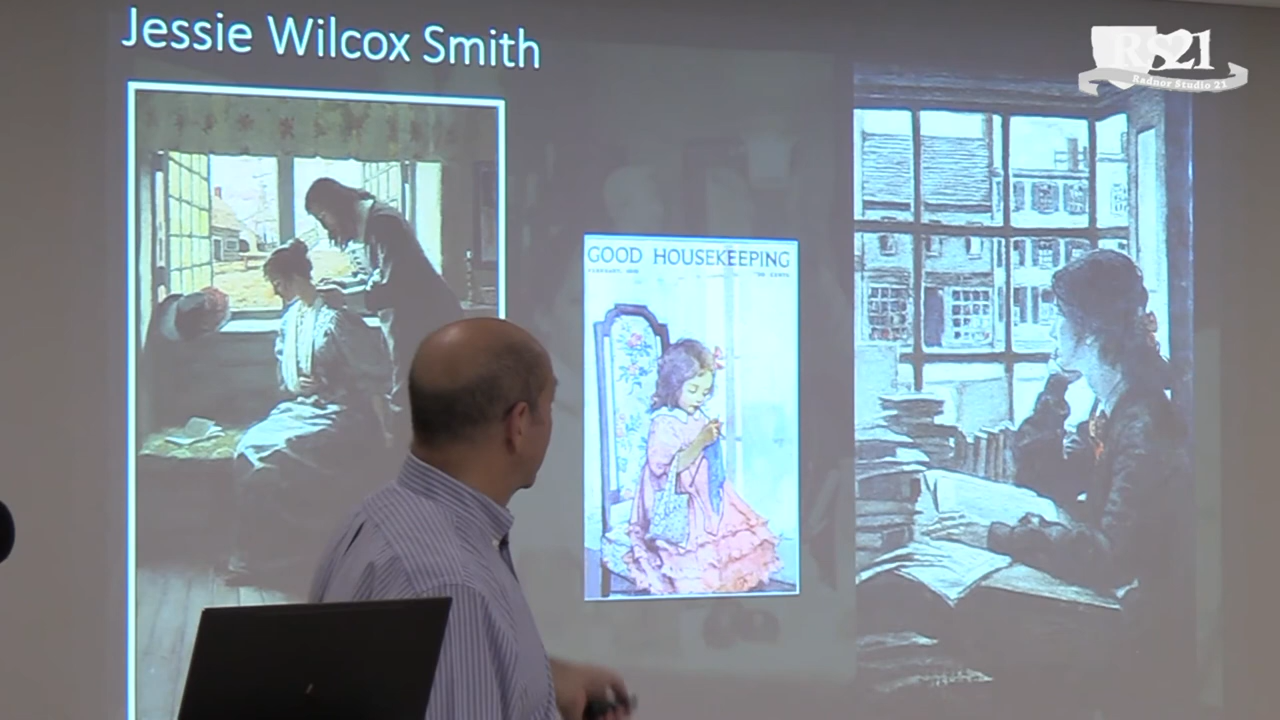 Jessie Wilcox Smith
RS21
Radnor Studio 21
GOOD HOUSEKEEPING